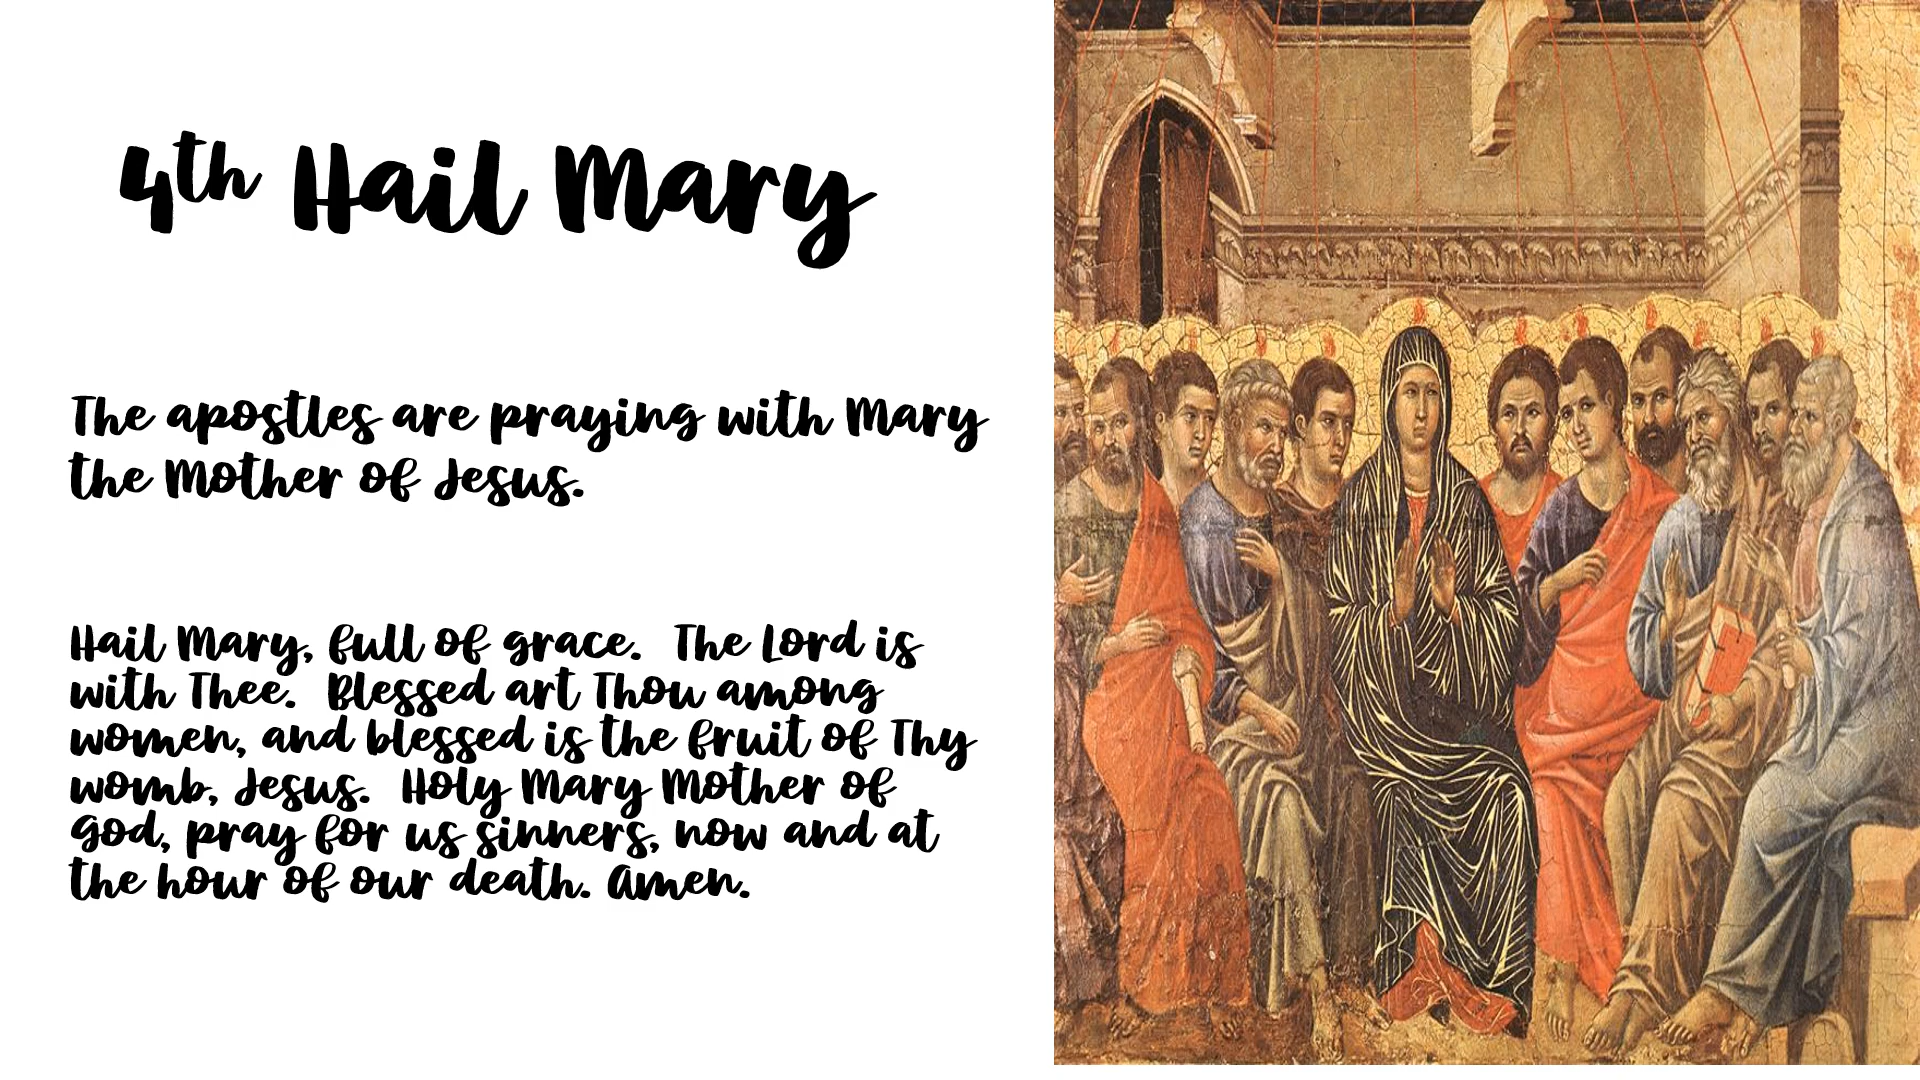 4th Hail Mary
The apostles are praying with Mary
the Mother of Jesus.
Hail Mary, full of grace. The Lord is
with Thee. Blessed art Thou among
women, and blessed is the fruit of Thy
womb, Jesus. Holy Mary Mother of
God, pray for us sinners, now and at
the hour of our death. Amen.